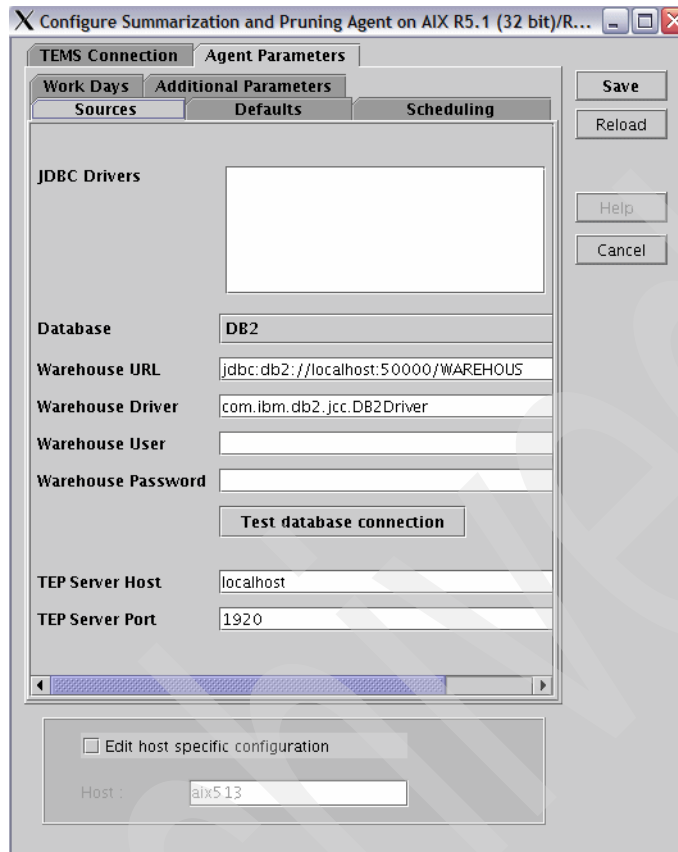 Configure Summarization and Pruning Agent on AIX R5.1 (32 bit)/R...
TEMS Connection Agent Parameters
Work Days Additional Parameters
Sources Defaults Scheduling
Save
Reload
Help
Cancel
JDBC Drivers
Database DB2
Warehouse URL jdbc:db2://localhost:50000/WAREHOUS
Warehouse Driver com.ibm.db2.jcc.DB2Driver
Warehouse User
Warehouse Password
Test database connection
TEP Server Host localhost
TEP Server Port 1920
Edit host specific configuration
Host : aix513